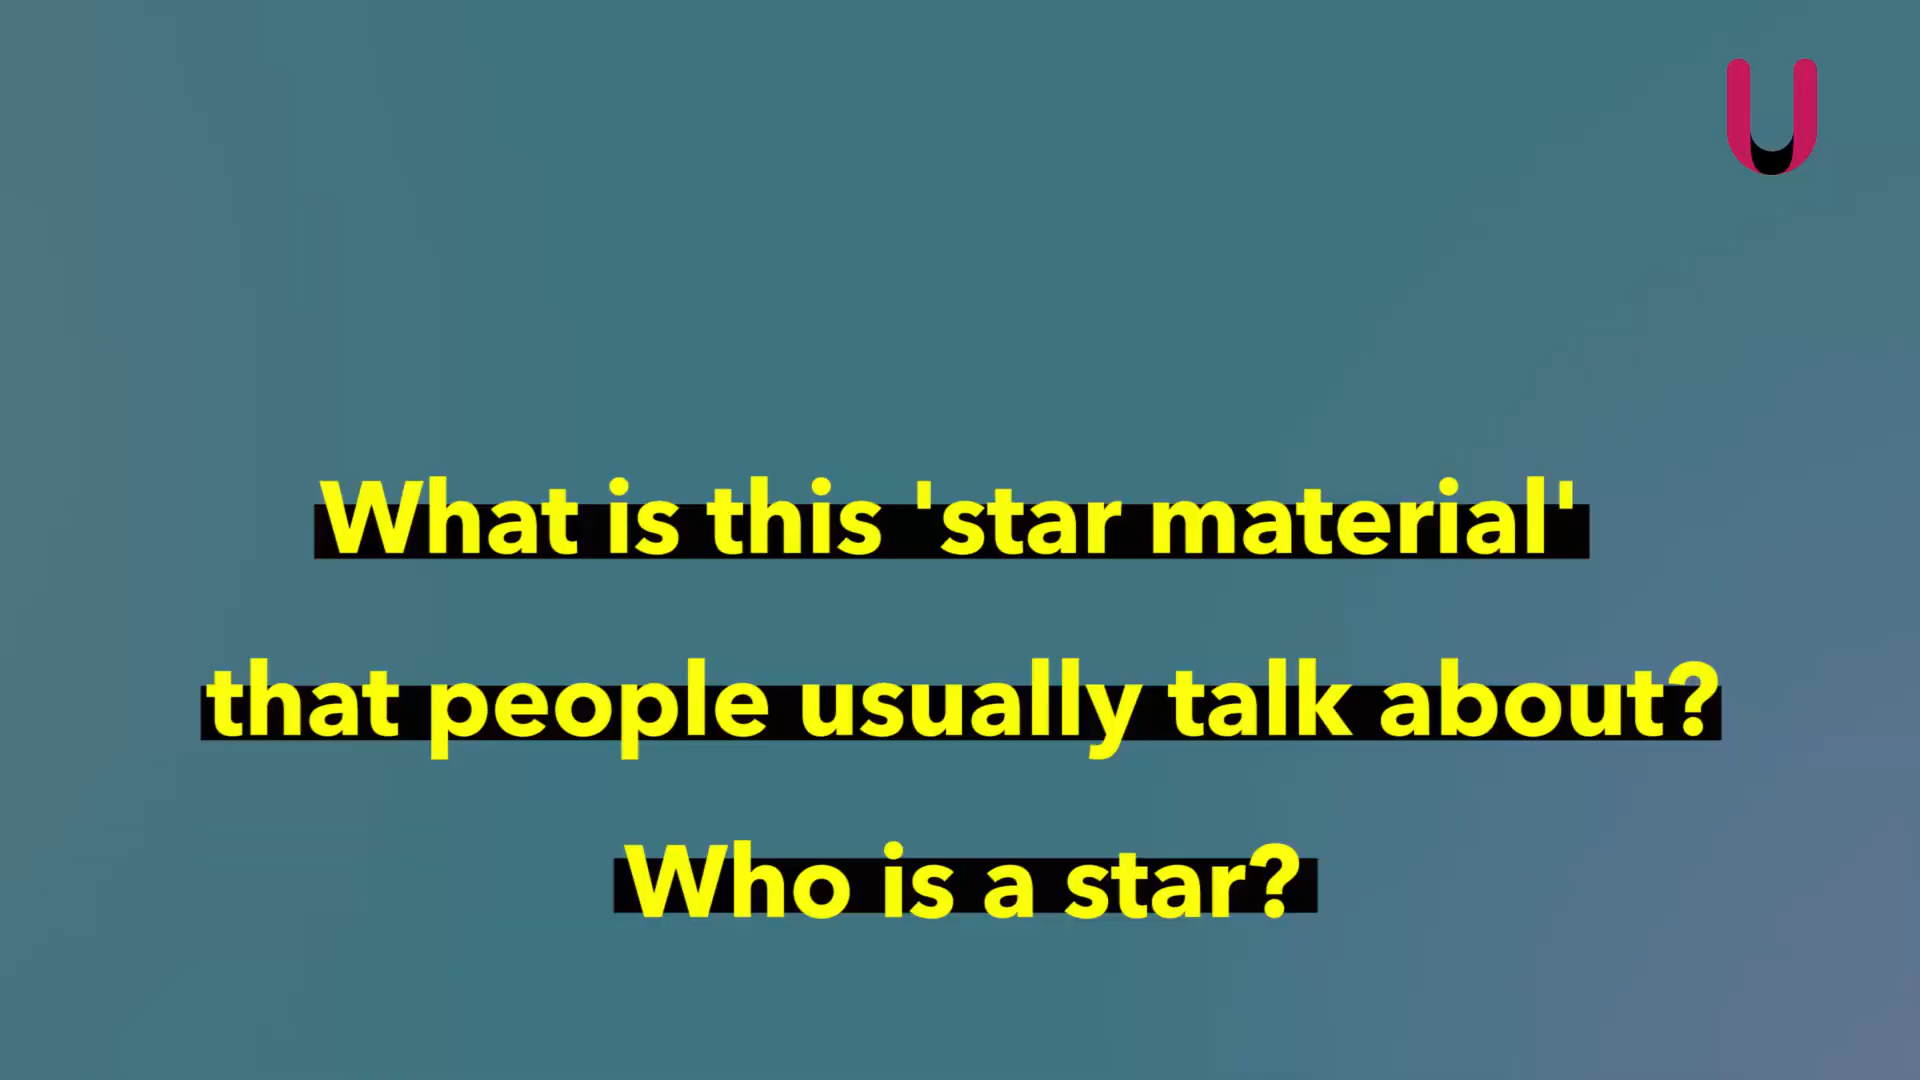 U
What is this 'star material'
that people usually talk about?
Who is a star?